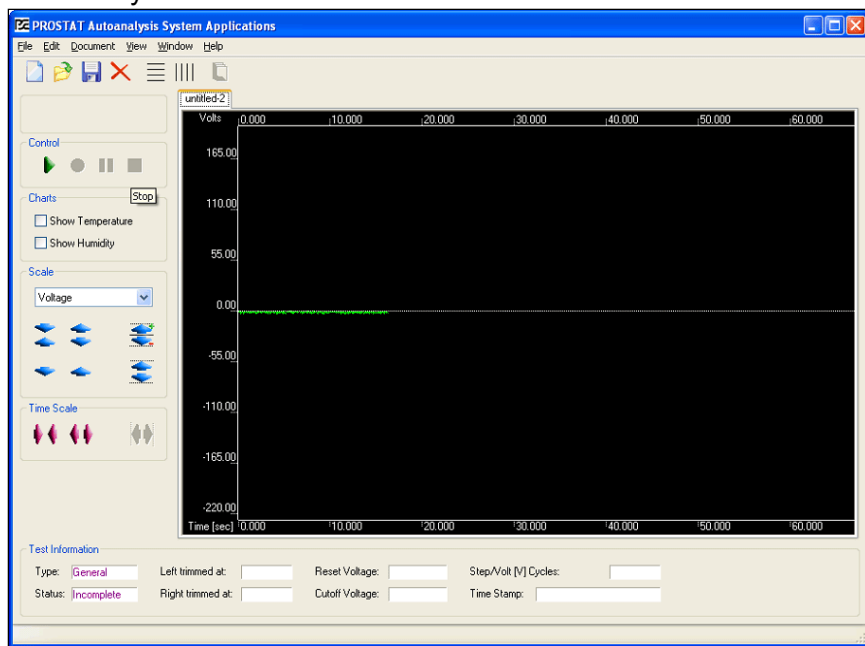 PROSTAT Autoanalysis System Applications
File Edit Document View Window Help
untitled-2
Volts 0.000 10.000 20.000 30.000 40.000 50.000 60.000
Control
Stop
Charts
Show Temperature
Show Humidity
Scale
Voltage
Time Scale
165.00
110.00
55.00
0.00
-55.00
-110.00
-165.00
-220.00
Time [sec] 0.000 10.000 20.000 30.000 40.000 50.000 60.000
Test Information
Type: General Left trimmed at: Reset Voltage: Step/Volt [V] Cycles:
Status: Incomplete Right trimmed at: Cutoff Voltage: Time Stamp: